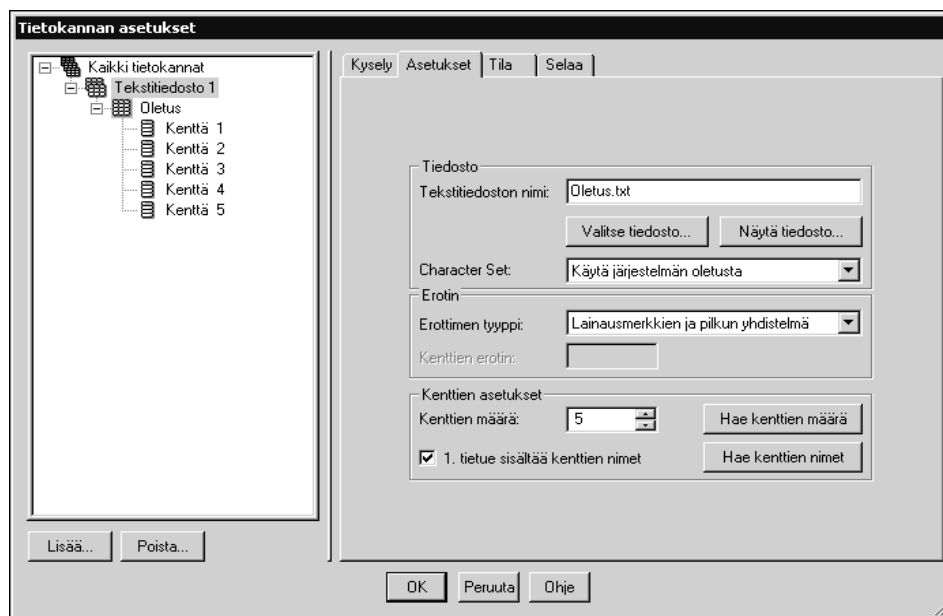 Tietokannan asetukset
Kaikki tietokannat
Tekstitiedosto 1
Oletus
Kenttä 1
Kenttä 2
Kenttä 3
Kenttä 4
Kenttä 5
Lisää...
Poista...
Kysely Asetukset Tila Selaa
Tiedosto
Tekstitiedoston nimi: Oletus.txt
Valitse tiedosto... Näytä tiedosto...
Character Set: Käytä järjestelmän oletusta
Erotin
Erottimen tyyppi: Lainausmerkkien ja pilkun yhdistelmä
Kenttien erotin:
Kenttien asetukset
Kenttien määrä: 5 Hae kenttien määrä
1. tietue sisältää kenttien nimet Hae kenttien nimet
OK Peruuta Ohje